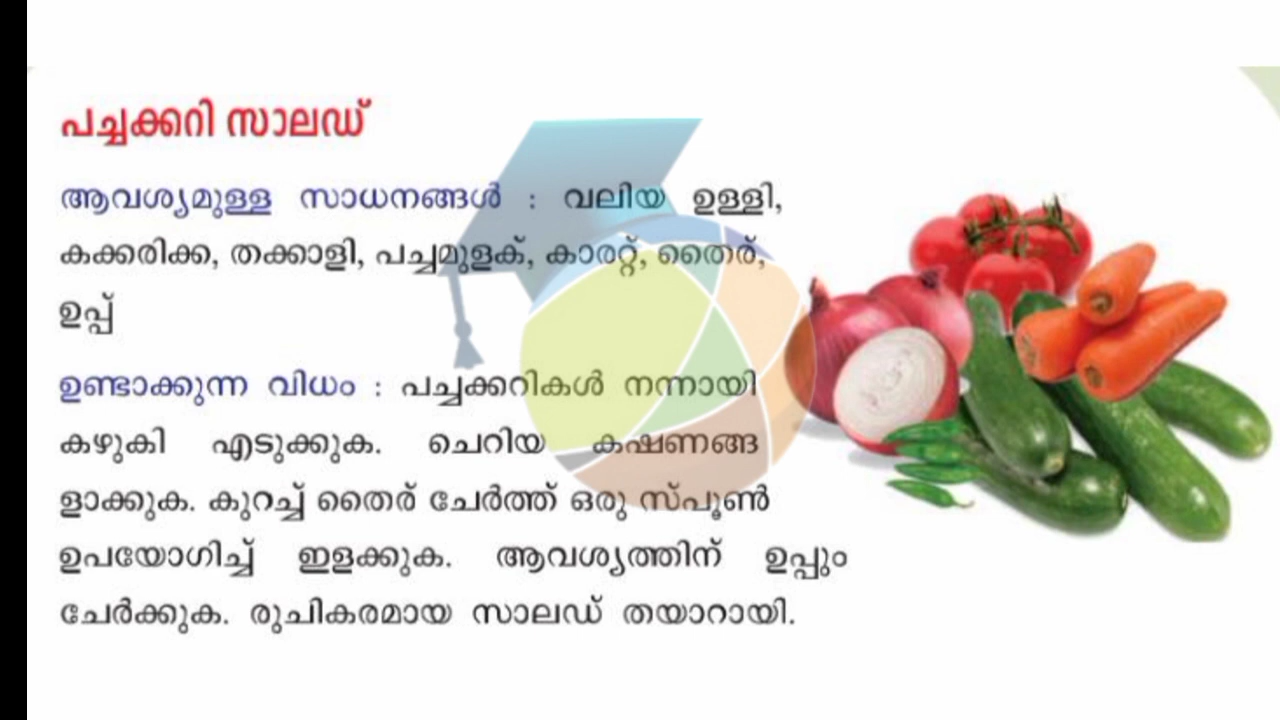 പച്ചക്കറി സാലഡ്
ആവശ്യമുള്ള സാധനങ്ങൾ : വലിയ ഉള്ളി,
കക്കരിക്ക, തക്കാളി, പച്ചമുളക്, കാരറ്റ്, തൈര്,
ഉപ്പ്
ഉണ്ടാക്കുന്ന വിധം : പച്ചക്കറികൾ നന്നായി
കഴുകി എടുക്കുക. ചെറിയ കഷണങ്ങ
ളാക്കുക. കുറച്ച് തൈര് ചേർത്ത് ഒരു സ്പൂൺ
ഉപയോഗിച്ച് ഇളക്കുക. ആവശ്യത്തിന് ഉപ്പും
ചേർക്കുക. രുചികരമായ സാലഡ് തയാറായി.